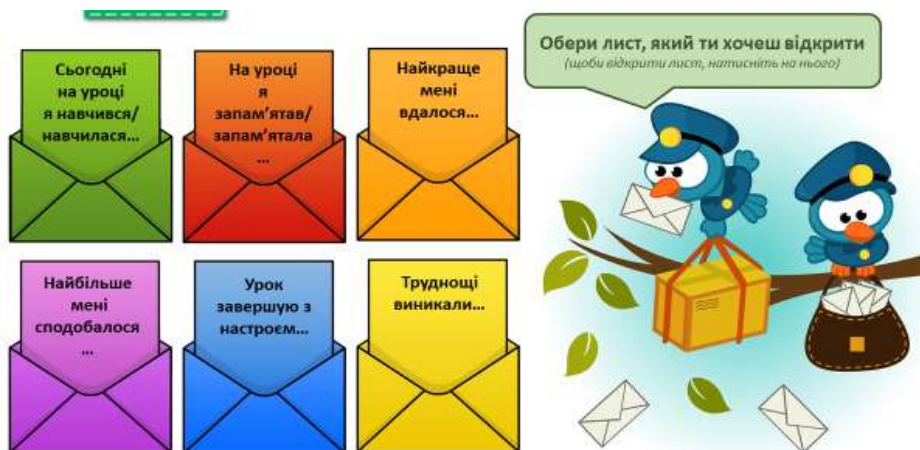 Сьогодні
на уроці
я навчився/
навчилася...
На уроці
я
запам'ятав/
запам'ятала
...
Найкраще
мені
вдалося...
Обери лист, який ти хочеш відкрити
(щоби відкрити лист, натисніть на нього)
Найбільше
мені
сподобалося
...
Урок
завершую з
настроєм...
Труднощі
виникали...